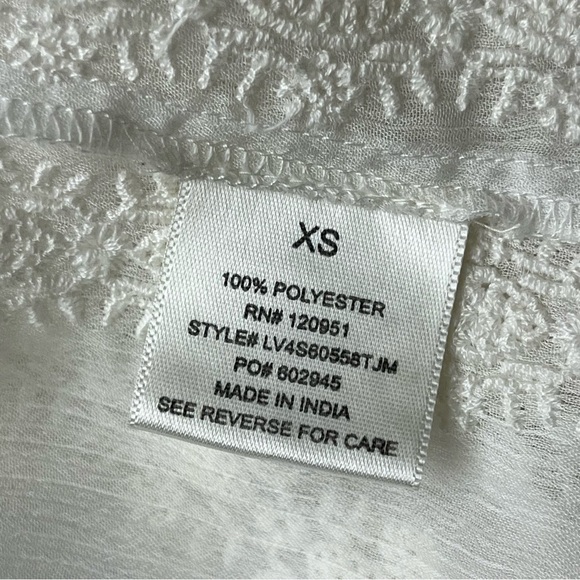 XS
100% POLYESTER
RN# 120951
STYLE# LV4S60558TJM
PO# 602945
MADE IN INDIA
SEE REVERSE FOR CARE